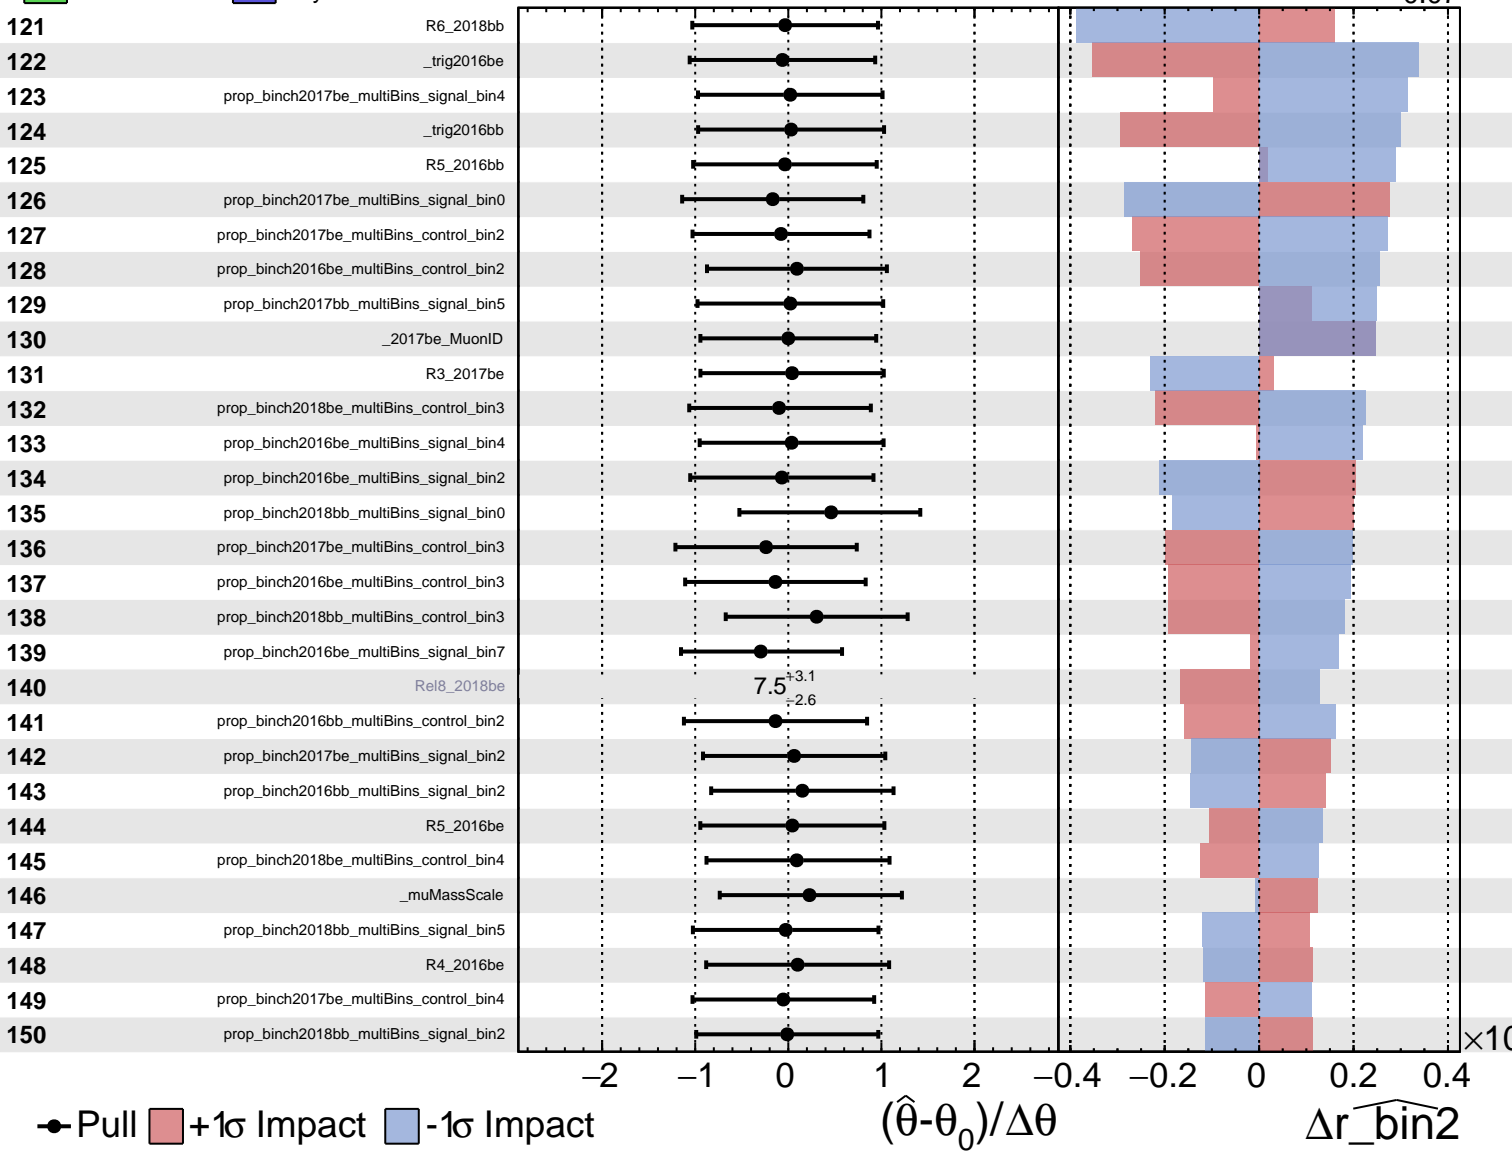 121 R6_2018bb
122 _trig2016be
123 prop_binch2017be_multiBins_signal_bin4
124 _trig2016bb
125 R5_2016bb
126 prop_binch2017be_multiBins_signal_bin0
127 prop_binch2017be_multiBins_control_bin2
128 prop_binch2016be_multiBins_control_bin2
129 prop_binch2017bb_multiBins_signal_bin5
130 _2017be_MuonID
131 R3_2017be
132 prop_binch2018be_multiBins_control_bin3
133 prop_binch2016be_multiBins_signal_bin4
134 prop_binch2016be_multiBins_signal_bin2
135 prop_binch2018bb_multiBins_signal_bin0
136 prop_binch2017be_multiBins_control_bin3
137 prop_binch2016be_multiBins_control_bin3
138 prop_binch2018bb_multiBins_control_bin3
139 prop_binch2016be_multiBins_signal_bin7
140 Rel8_2018be 7.5 +3.1 −2.6
141 prop_binch2016bb_multiBins_control_bin2
142 prop_binch2017be_multiBins_signal_bin2
143 prop_binch2016bb_multiBins_signal_bin2
144 R5_2016be
145 prop_binch2018be_multiBins_control_bin4
146 _muMassScale
147 prop_binch2018bb_multiBins_signal_bin5
148 R4_2016be
149 prop_binch2017be_multiBins_control_bin4
150 prop_binch2018bb_multiBins_signal_bin2 ×10
−2 −1 0 1 2 −0.4 −0.2 0 0.2 0.4
Pull +1σ Impact -1σ Impact (θ̂-θ₀)/Δθ Δr_bin2